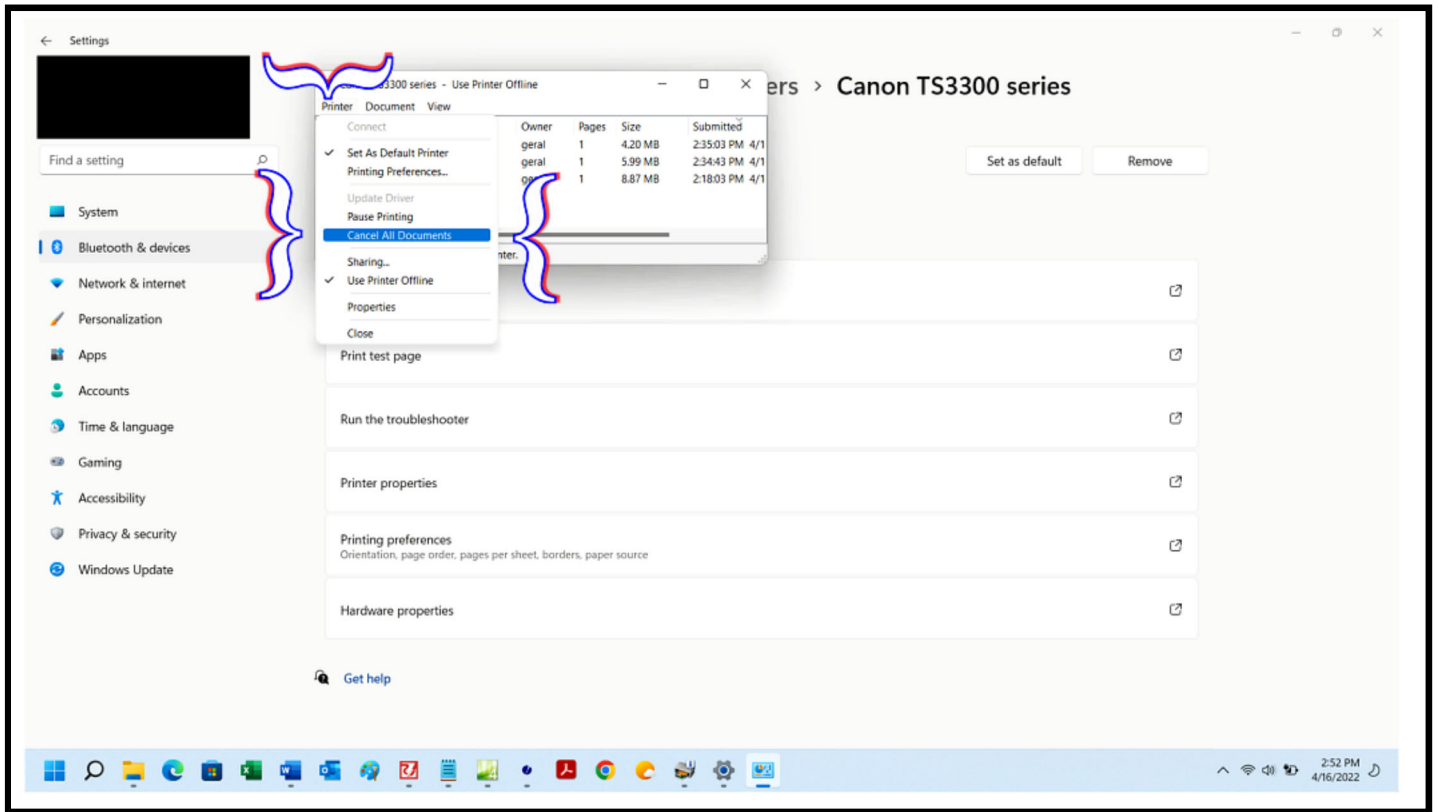 Settings
3300 series - Use Printer Offline
ers > Canon TS3300 series
Printer Document View
Connect
Owner Pages Size Submitted
geral 1 4.20 MB 2:35:03 PM 4/1
geral 1 5.99 MB 2:34:43 PM 4/1
1 8.87 MB 2:18:03 PM 4/1
Set As Default Printer
Printing Preferences...
Update Driver
Pause Printing
Cancel All Documents
Sharing...
Use Printer Offline
Properties
Close
nter.
Find a setting
Set as default Remove
System
Bluetooth & devices
Network & internet
Personalization
Apps
Accounts
Time & language
Gaming
Accessibility
Privacy & security
Windows Update
Print test page
Run the troubleshooter
Printer properties
Printing preferences
Orientation, page order, pages per sheet, borders, paper source
Hardware properties
Get help
2:52 PM
4/16/2022